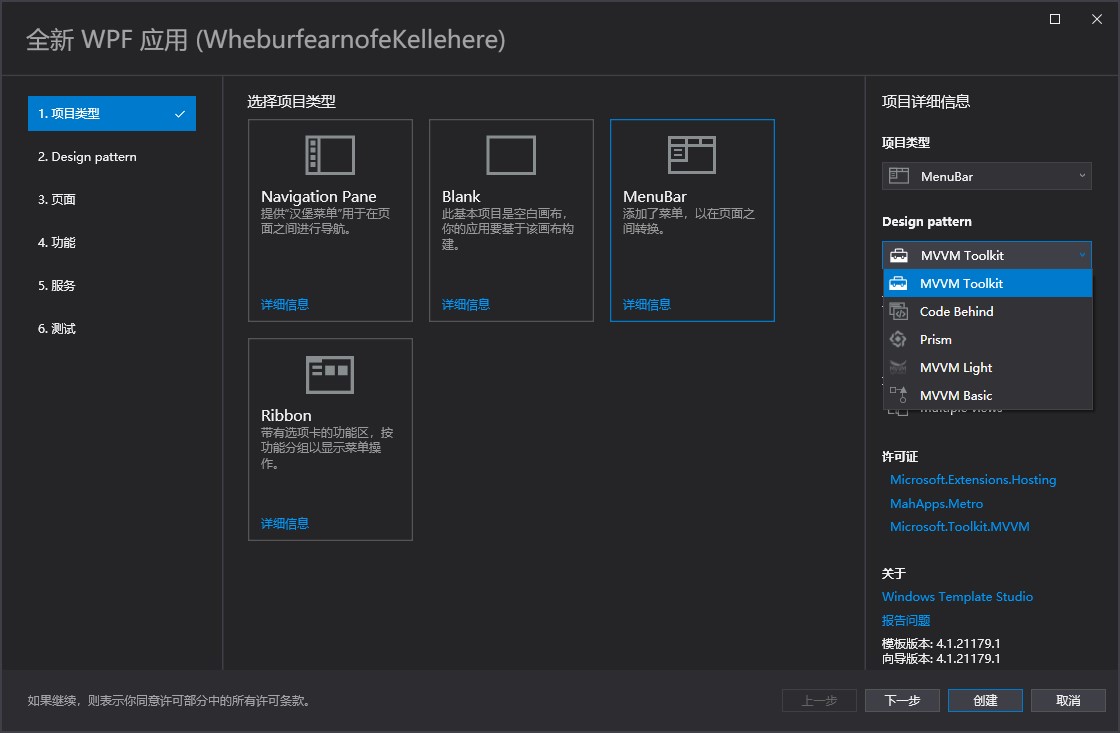 全新 WPF 应用 (WheburfearnofeKellehere)
1. 项目类型
2. Design pattern
3. 页面
4. 功能
5. 服务
6. 测试
选择项目类型
Navigation Pane
提供“汉堡菜单”用于在页
面之间进行导航。
详细信息
Blank
此基本项目是空白画布，
你的应用要基于该画布构
建。
详细信息
MenuBar
添加了菜单，以在页面之
间转换。
详细信息
Ribbon
带有选项卡的功能区，按
功能分组以显示菜单操
作。
详细信息
项目详细信息
项目类型
MenuBar
Design pattern
MVVM Toolkit
MVVM Toolkit
Code Behind
Prism
MVVM Light
MVVM Basic
许可证
Microsoft.Extensions.Hosting
MahApps.Metro
Microsoft.Toolkit.MVVM
关于
Windows Template Studio
报告问题
模板版本: 4.1.21179.1
向导版本: 4.1.21179.1
如果继续，则表示你同意许可部分中的所有许可条款。
上一步
下一步
创建
取消